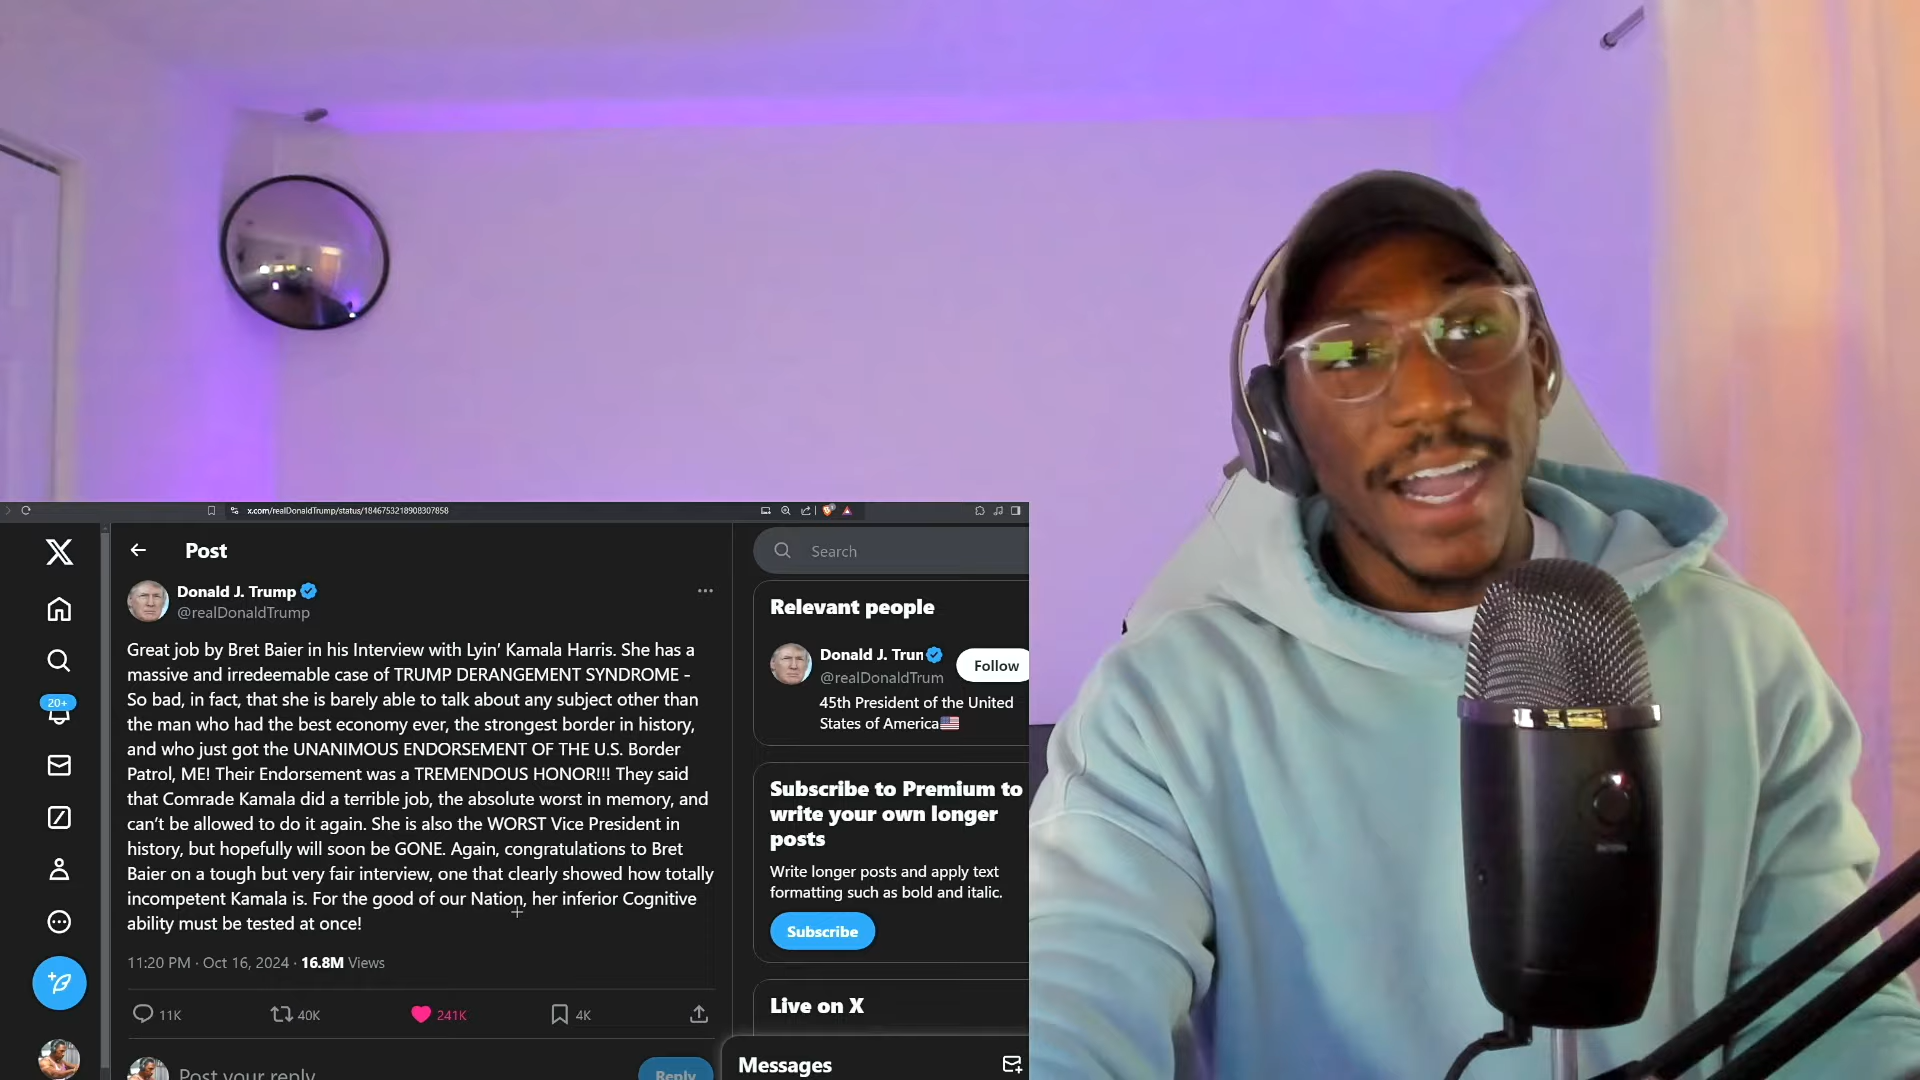 x.com/realDonaldTrump/status/1846753218908307858
Post
Search
Donald J. Trump
@realDonaldTrump
Great job by Bret Baier in his Interview with Lyin’ Kamala Harris. She has a
massive and irredeemable case of TRUMP DERANGEMENT SYNDROME -
So bad, in fact, that she is barely able to talk about any subject other than
the man who had the best economy ever, the strongest border in history,
and who just got the UNANIMOUS ENDORSEMENT OF THE U.S. Border
Patrol, ME! Their Endorsement was a TREMENDOUS HONOR!!! They said
that Comrade Kamala did a terrible job, the absolute worst in memory, and
can’t be allowed to do it again. She is also the WORST Vice President in
history, but hopefully will soon be GONE. Again, congratulations to Bret
Baier on a tough but very fair interview, one that clearly showed how totally
incompetent Kamala is. For the good of our Nation, her inferior Cognitive
ability must be tested at once!
11:20 PM · Oct 16, 2024 · 16.8M Views
11K 40K 241K 4K
Post your reply
Reply
20+
Relevant people
Donald J. Trun
@realDonaldTrum
Follow
45th President of the United
States of America
Subscribe to Premium to
write your own longer
posts
Write longer posts and apply text
formatting such as bold and italic.
Subscribe
Live on X
Messages